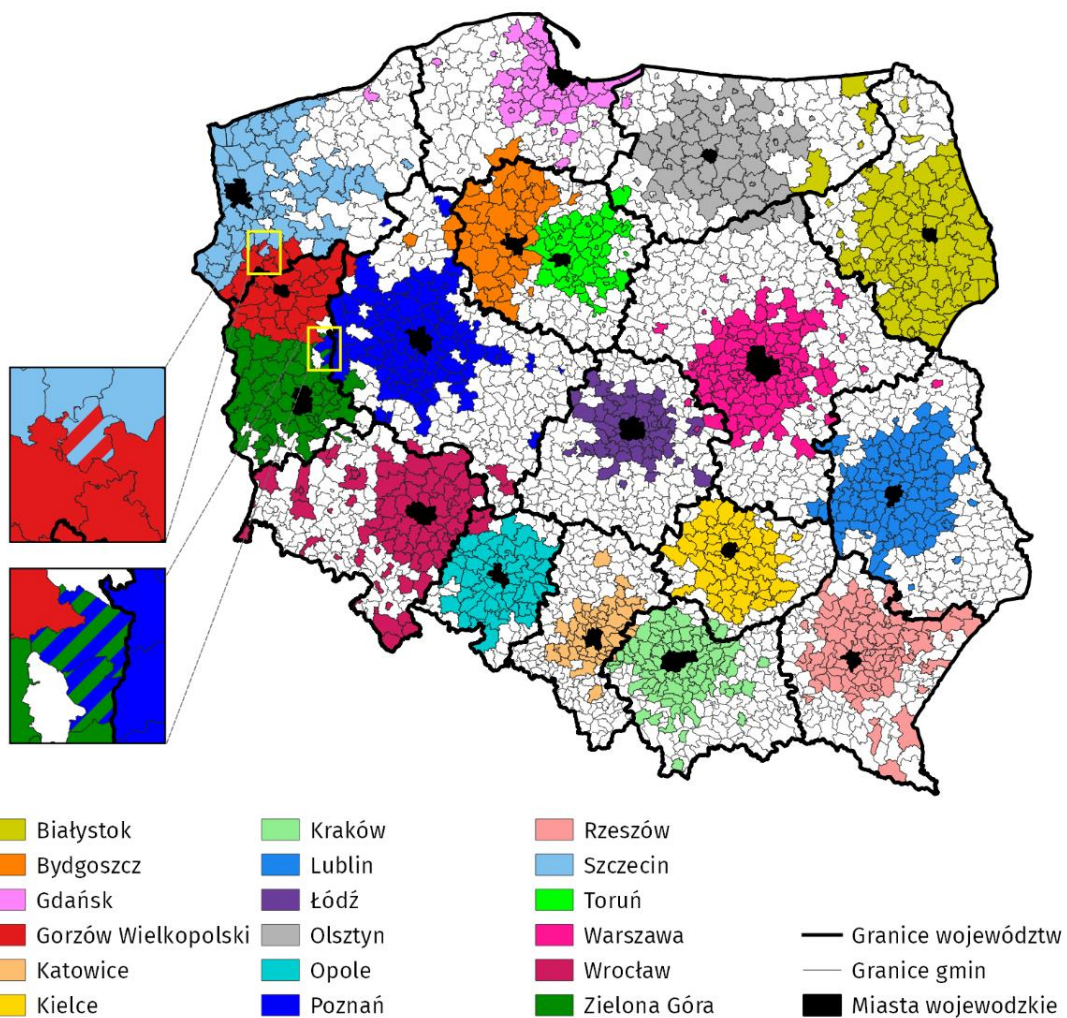 Białystok
Bydgoszcz
Gdańsk
Gorzów Wielkopolski
Katowice
Kielce
Kraków
Lublin
Łódź
Olsztyn
Opole
Poznań
Rzeszów
Szczecin
Toruń
Warszawa
Wrocław
Zielona Góra
Granice województw
Granice gmin
Miasta wojewodzkie